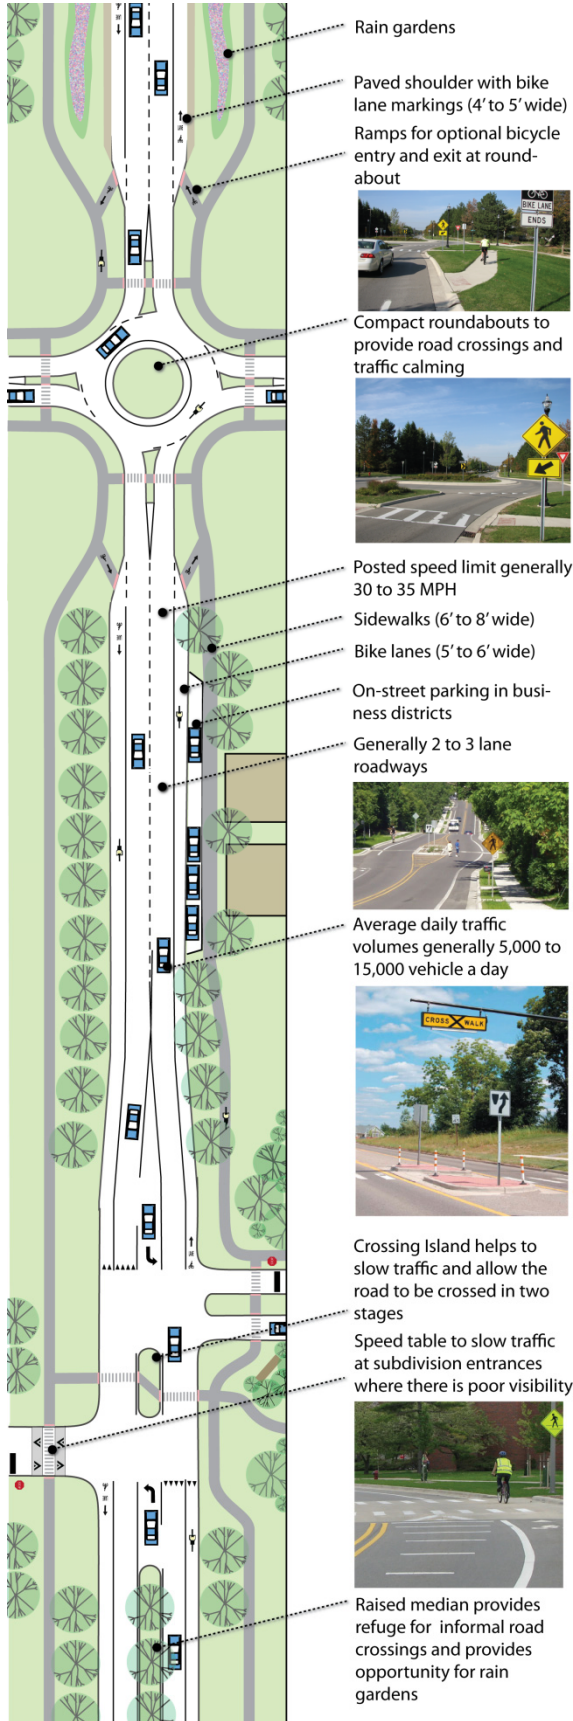 Rain gardens
Paved shoulder with bike
lane markings (4' to 5' wide)
Ramps for optional bicycle
entry and exit at round-
about
BIKE LANE
ENDS
Compact roundabouts to
provide road crossings and
traffic calming
Posted speed limit generally
30 to 35 MPH
Sidewalks (6' to 8' wide)
Bike lanes (5' to 6' wide)
On-street parking in busi-
ness districts
Generally 2 to 3 lane
roadways
Average daily traffic
volumes generally 5,000 to
15,000 vehicle a day
CROSS WALK
Crossing Island helps to
slow traffic and allow the
road to be crossed in two
stages
Speed table to slow traffic
at subdivision entrances
where there is poor visibility
Raised median provides
refuge for informal road
crossings and provides
opportunity for rain
gardens